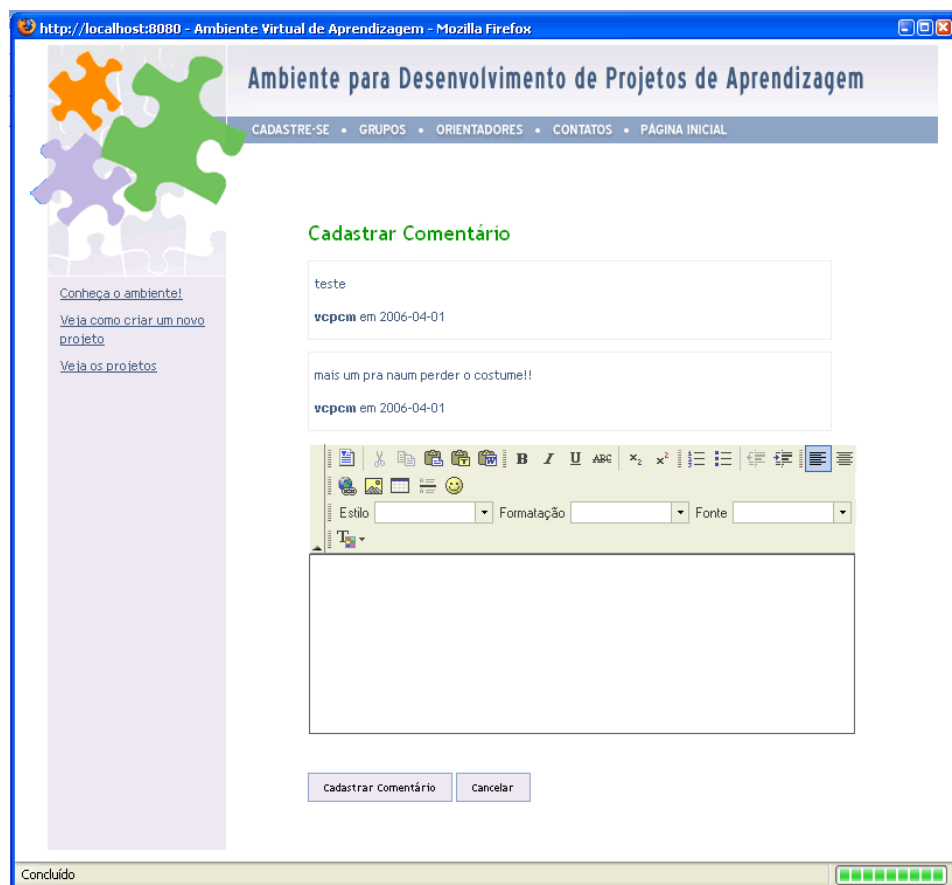 http://localhost:8080 - Ambiente Virtual de Aprendizagem - Mozilla Firefox
Ambiente para Desenvolvimento de Projetos de Aprendizagem
CADASTRE-SE • GRUPOS • ORIENTADORES • CONTATOS • PÁGINA INICIAL
Conheça o ambiente!
Veja como criar um novo
projeto
Veja os projetos
Cadastrar Comentário
teste
vcpcm em 2006-04-01
mais um pra naum perder o costume!!
vcpcm em 2006-04-01
B I U ABC ×₂ ×²
Estilo Formatação Fonte
Cadastrar Comentário Cancelar
Concluído